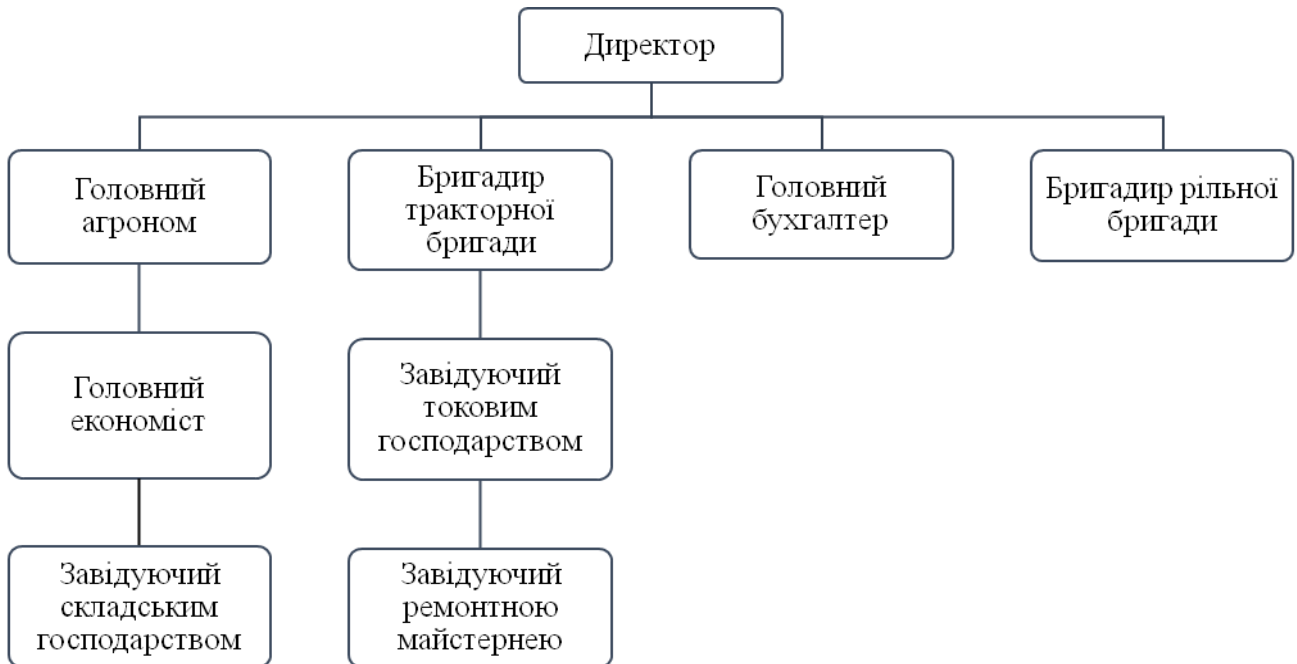 Директор
Головний
агроном
Бригадир
тракторної
бригади
Головний
бухгалтер
Бригадир рільної
бригади
Головний
економіст
Завідуючий
токовим
господарством
Завідуючий
складським
господарством
Завідуючий
ремонтною
майстернею